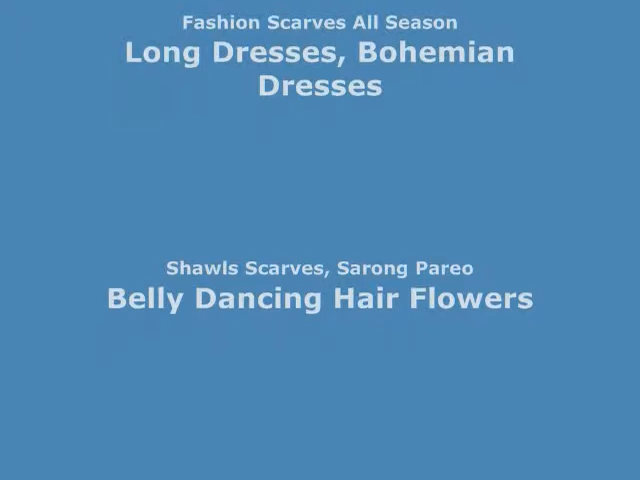 Fashion Scarves All Season
Long Dresses, Bohemian
Dresses
Shawls Scarves, Sarong Pareo
Belly Dancing Hair Flowers